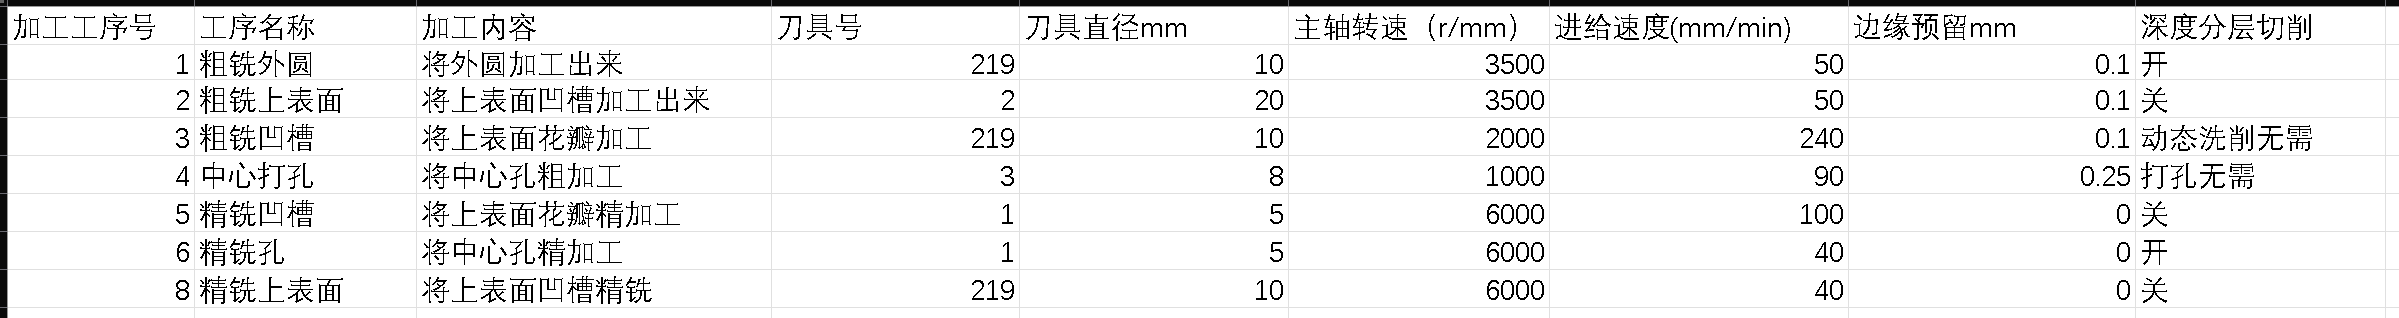 加工工序号 工序名称 加工内容 刀具号 刀具直径mm 主轴转速（r/mm） 进给速度(mm/min) 边缘预留mm 深度分层切削
1 粗铣外圆 将外圆加工出来 219 10 3500 50 0.1 开
2 粗铣上表面 将上表面凹槽加工出来 2 20 3500 50 0.1 关
3 粗铣凹槽 将上表面花瓣加工 219 10 2000 240 0.1 动态洗削无需
4 中心打孔 将中心孔粗加工 3 8 1000 90 0.25 打孔无需
5 精铣凹槽 将上表面花瓣精加工 1 5 6000 100 0 关
6 精铣孔 将中心孔精加工 1 5 6000 40 0 开
8 精铣上表面 将上表面凹槽精铣 219 10 6000 40 0 关